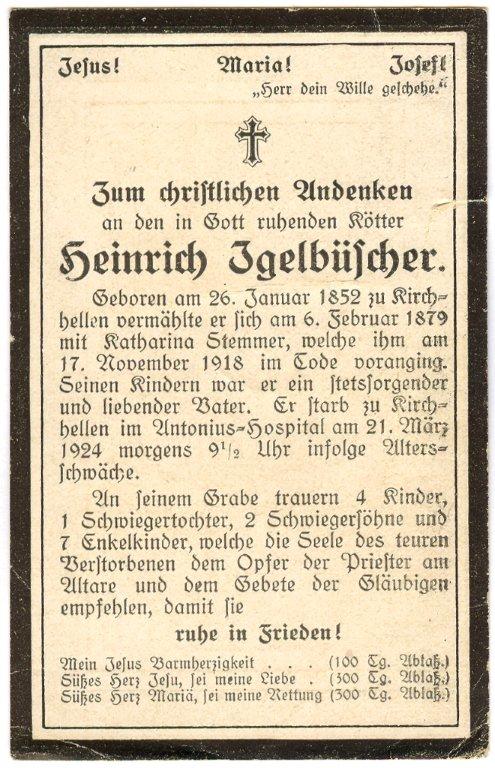 Jesus! Maria! Josef!
„Herr dein Wille geschehe."
Zum christlichen Andenken
an den in Gott ruhenden Kötter
Heinrich Igelbüscher.
Geboren am 26. Januar 1852 zu Kirch-
hellen vermählte er sich am 6. Februar 1879
mit Katharina Stemmer, welche ihm am
17. November 1918 im Tode voranging.
Seinen Kindern war er ein stetssorgender
und liebender Vater. Er starb zu Kirch-
hellen im Antonius-Hospital am 21. März
1924 morgens 9½ Uhr infolge Alters-
schwäche.
An seinem Grabe trauern 4 Kinder,
1 Schwiegertochter, 2 Schwiegersöhne und
7 Enkelkinder, welche die Seele des teuren
Verstorbenen dem Opfer der Priester am
Altare und dem Gebete der Gläubigen
empfehlen, damit sie
ruhe in Frieden!
Mein Jesus Barmherzigkeit . . . (100 Tg. Ablaß.)
Süßes Herz Jesu, sei meine Liebe . (300 Tg. Ablaß.)
Süßes Herz Mariä, sei meine Rettung (300 Tg. Ablaß.)